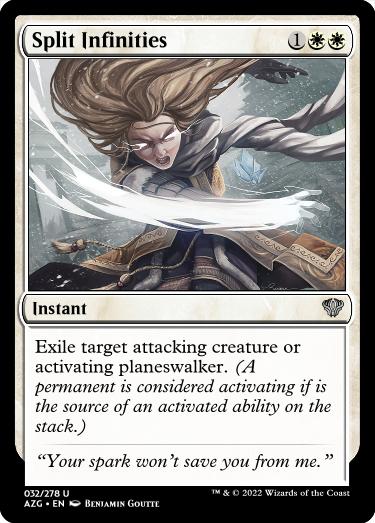 Split Infinities 1
Instant
Exile target attacking creature or
activating planeswalker. (A
permanent is considered activating if is
the source of an activated ability on the
stack.)
“Your spark won’t save you from me.”
032/278 U
AZG • EN Benjamin Goutte
™ & © 2022 Wizards of the Coast